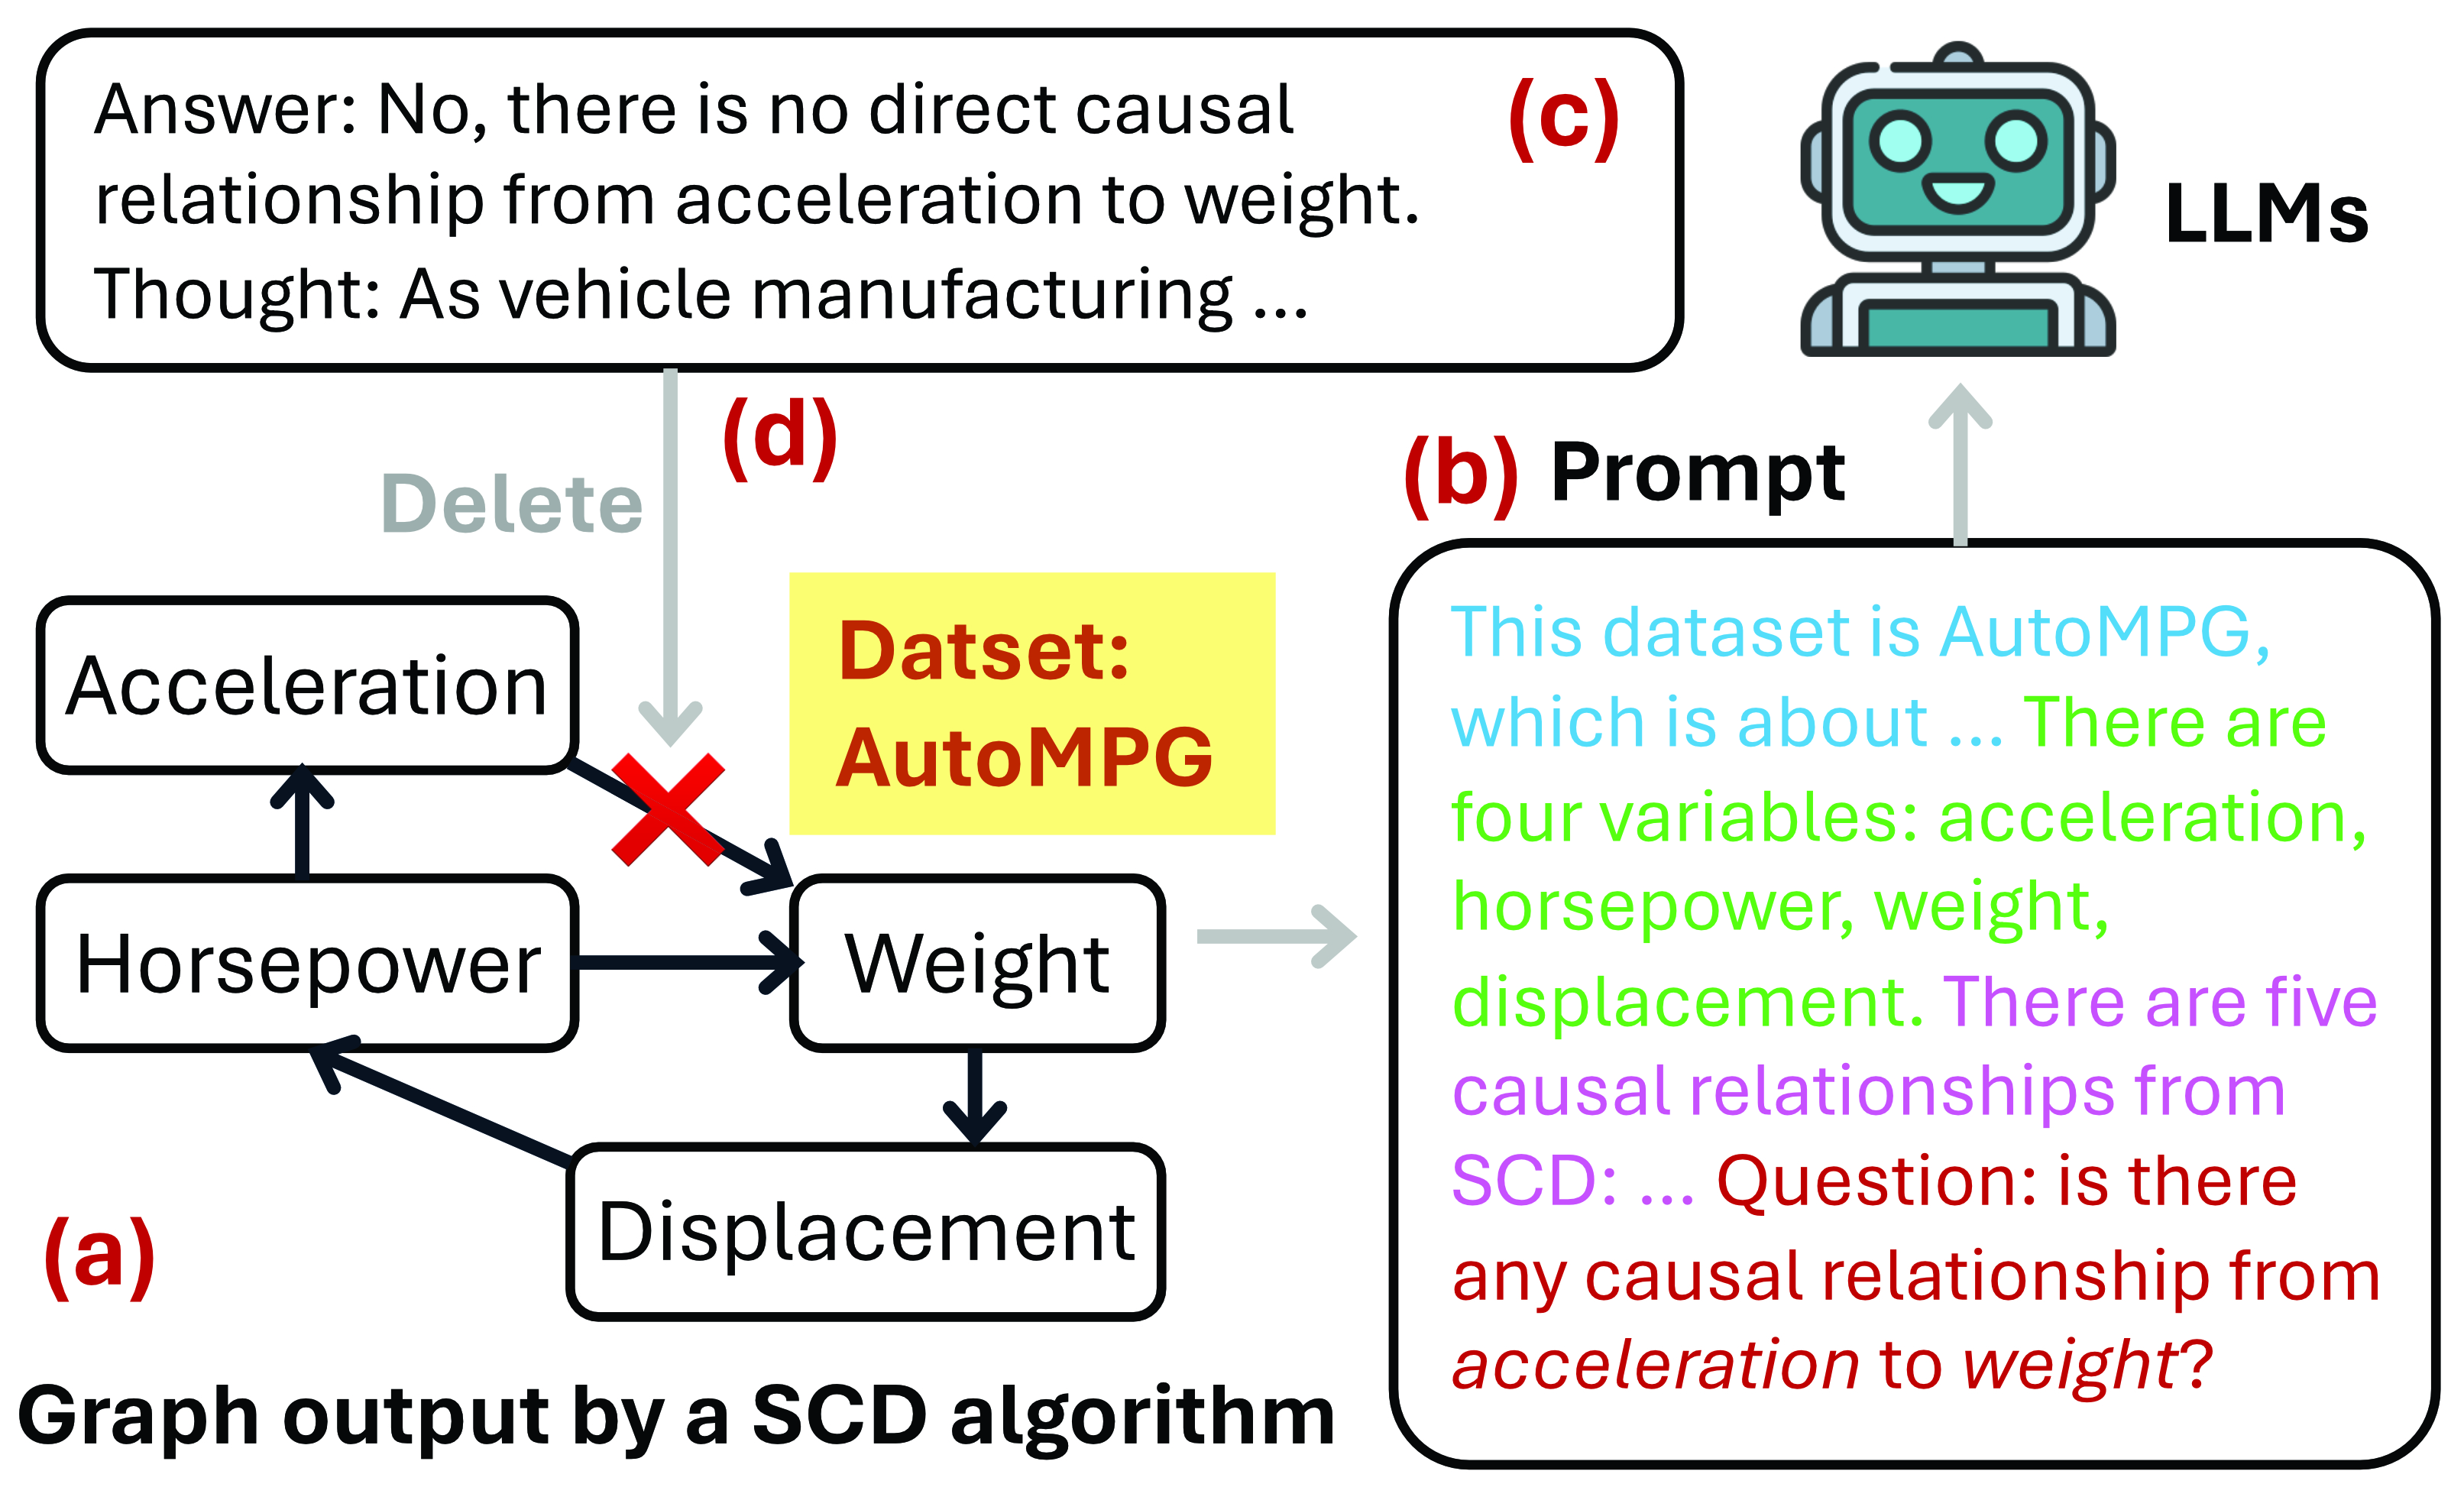 Answer: No, there is no direct causal
relationship from acceleration to weight.
Thought: As vehicle manufacturing ...
(c)
LLMs
(d)
Delete
(b) Prompt
Datset:
AutoMPG
Acceleration
Horsepower
Weight
Displacement
(a)
Graph output by a SCD algorithm
This dataset is AutoMPG,
which is about ... There are
four variables: acceleration,
horsepower, weight,
displacement. There are five
causal relationships from
SCD: ... Question: is there
any causal relationship from
acceleration to weight?